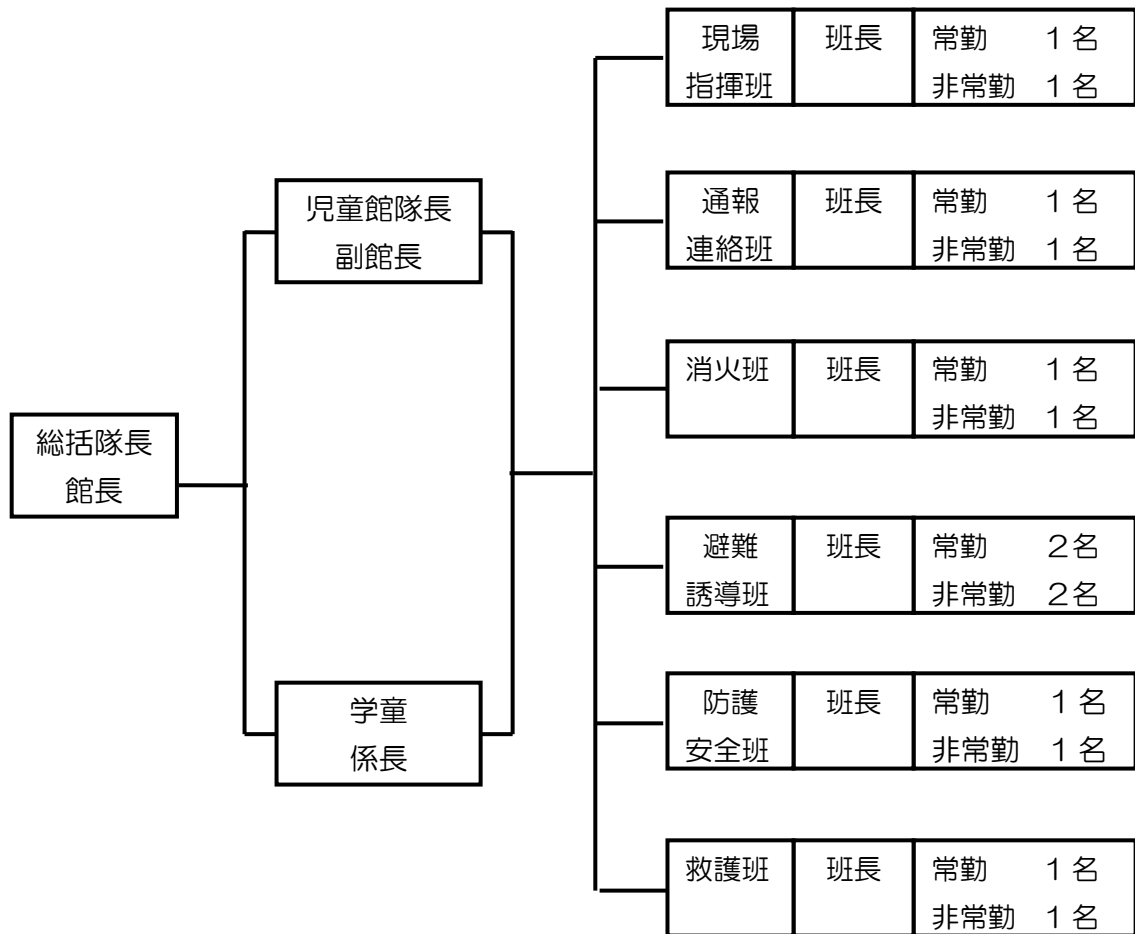 総括隊長
館長
児童館隊長
副館長
学童
係長
現場
指揮班
班長
常勤　　１名
非常勤　１名
通報
連絡班
班長
常勤　　１名
非常勤　１名
消火班
班長
常勤　　１名
非常勤　１名
避難
誘導班
班長
常勤　　２名
非常勤　２名
防護
安全班
班長
常勤　　１名
非常勤　１名
救護班
班長
常勤　　１名
非常勤　１名